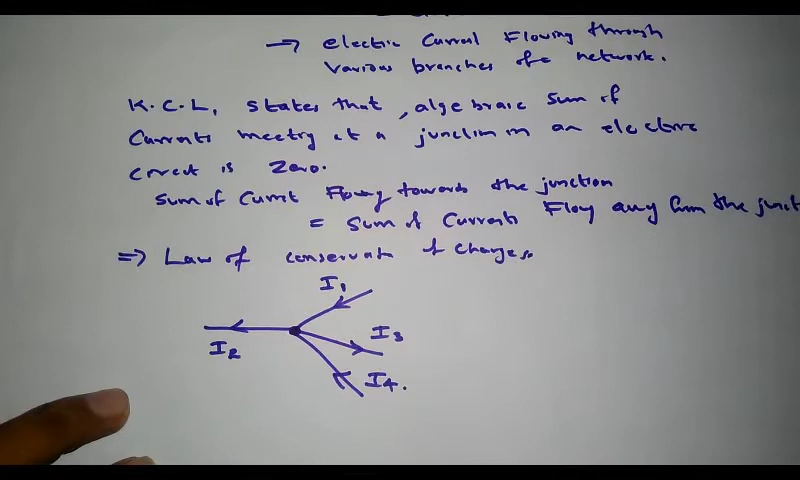 → electric Current Flowing through
various branches of a network.
K.C.L, states that, algebraic sum of
Currents meeting at a junction in an electric
circuit is Zero.
Sum of Current Flowing towards the junction
= Sum of Currents Flowing away from the junct
⇒ Law of conservat of charges.
I₁
I₂
I₃
I₄.